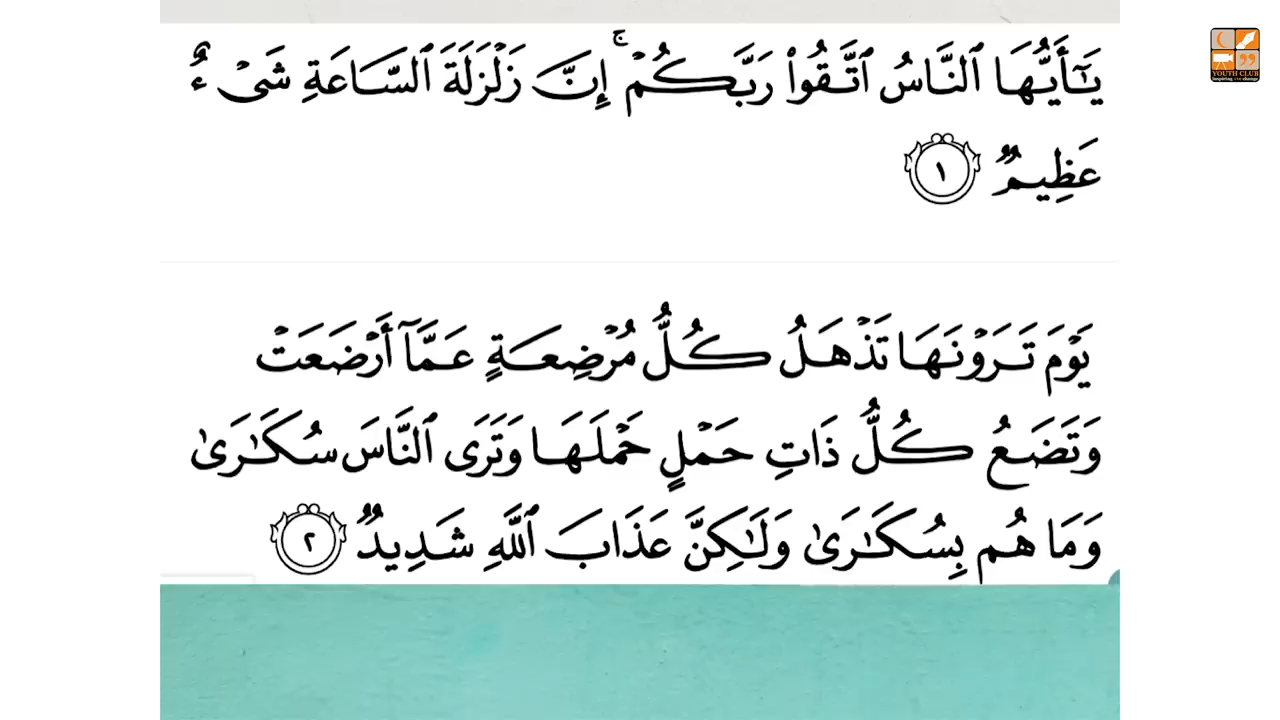 يَـٰٓأَيُّهَا ٱلنَّاسُ ٱتَّقُوا۟ رَبَّكُمْ ۚ إِنَّ زَلْزَلَةَ ٱلسَّاعَةِ شَىْءٌ
عَظِيمٌ ١
يَوْمَ تَرَوْنَهَا تَذْهَلُ كُلُّ مُرْضِعَةٍ عَمَّآ أَرْضَعَتْ
وَتَضَعُ كُلُّ ذَاتِ حَمْلٍ حَمْلَهَا وَتَرَى ٱلنَّاسَ سُكَـٰرَىٰ
وَمَا هُم بِسُكَـٰرَىٰ وَلَـٰكِنَّ عَذَابَ ٱللَّهِ شَدِيدٌ ٢
YOUTH CLUB